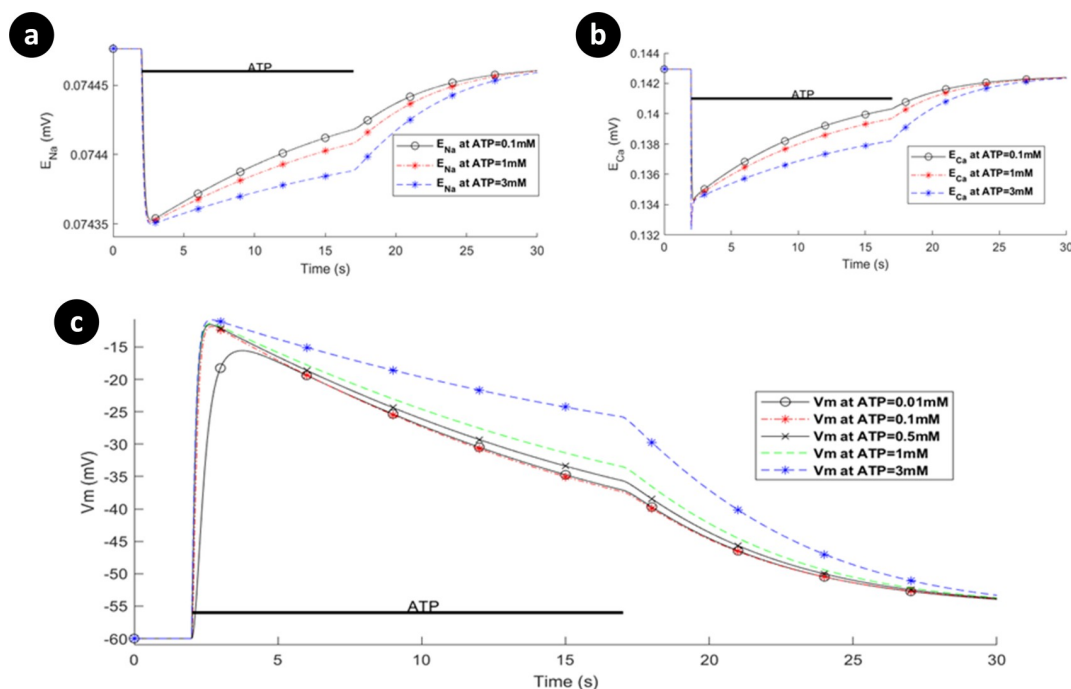 a
0.07445
0.0744
0.07435
E_Na (mV)
ATP
E_Na at ATP=0.1mM
E_Na at ATP=1mM
E_Na at ATP=3mM
0 5 10 15 20 25 30
Time (s)
b
0.144
0.142
0.14
0.138
0.136
0.134
0.132
E_Ca (mV)
ATP
E_Ca at ATP=0.1mM
E_Ca at ATP=1mM
E_Ca at ATP=3mM
0 5 10 15 20 25 30
Time (s)
c
-15
-20
-25
-30
-35
-40
-45
-50
-55
-60
Vm (mV)
Vm at ATP=0.01mM
Vm at ATP=0.1mM
Vm at ATP=0.5mM
Vm at ATP=1mM
Vm at ATP=3mM
ATP
0 5 10 15 20 25 30
Time (s)